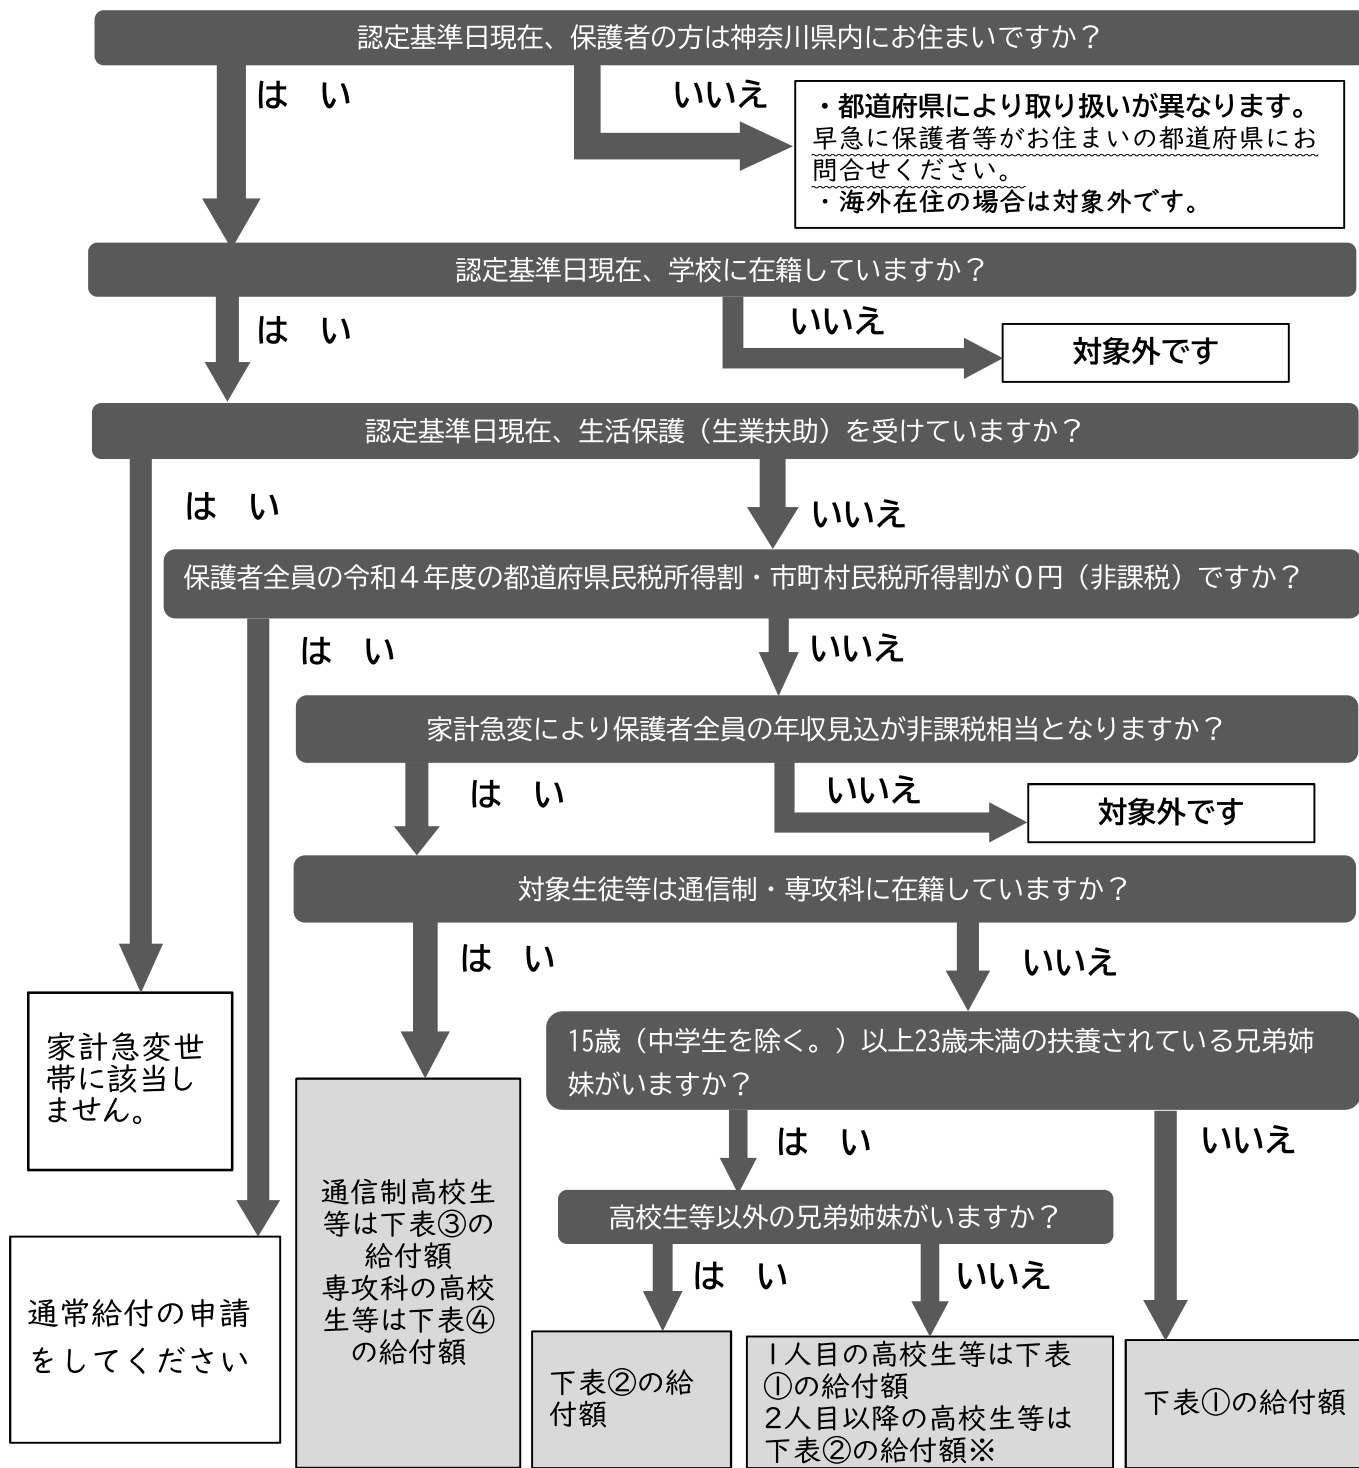 認定基準日現在、保護者の方は神奈川県内にお住まいですか？
は　い
いいえ
・都道府県により取り扱いが異なります。
早急に保護者等がお住まいの都道府県にお
問合せください。
・海外在住の場合は対象外です。
認定基準日現在、学校に在籍していますか？
は　い
いいえ
対象外です
認定基準日現在、生活保護（生業扶助）を受けていますか？
は　い
いいえ
保護者全員の令和４年度の都道府県民税所得割・市町村民税所得割が０円（非課税）ですか？
は　い
いいえ
家計急変により保護者全員の年収見込が非課税相当となりますか？
は　い
いいえ
対象外です
対象生徒等は通信制・専攻科に在籍していますか？
は　い
いいえ
家計急変世
帯に該当し
ません。
15歳（中学生を除く。）以上23歳未満の扶養されている兄弟姉
妹がいますか？
は　い
いいえ
通信制高校生
等は下表③の
給付額
専攻科の高校
生等は下表④
の給付額
高校生等以外の兄弟姉妹がいますか？
は　い
いいえ
通常給付の申請
をしてください
下表②の給
付額
1人目の高校生等は下表
①の給付額
2人目以降の高校生等は
下表②の給付額※
下表①の給付額